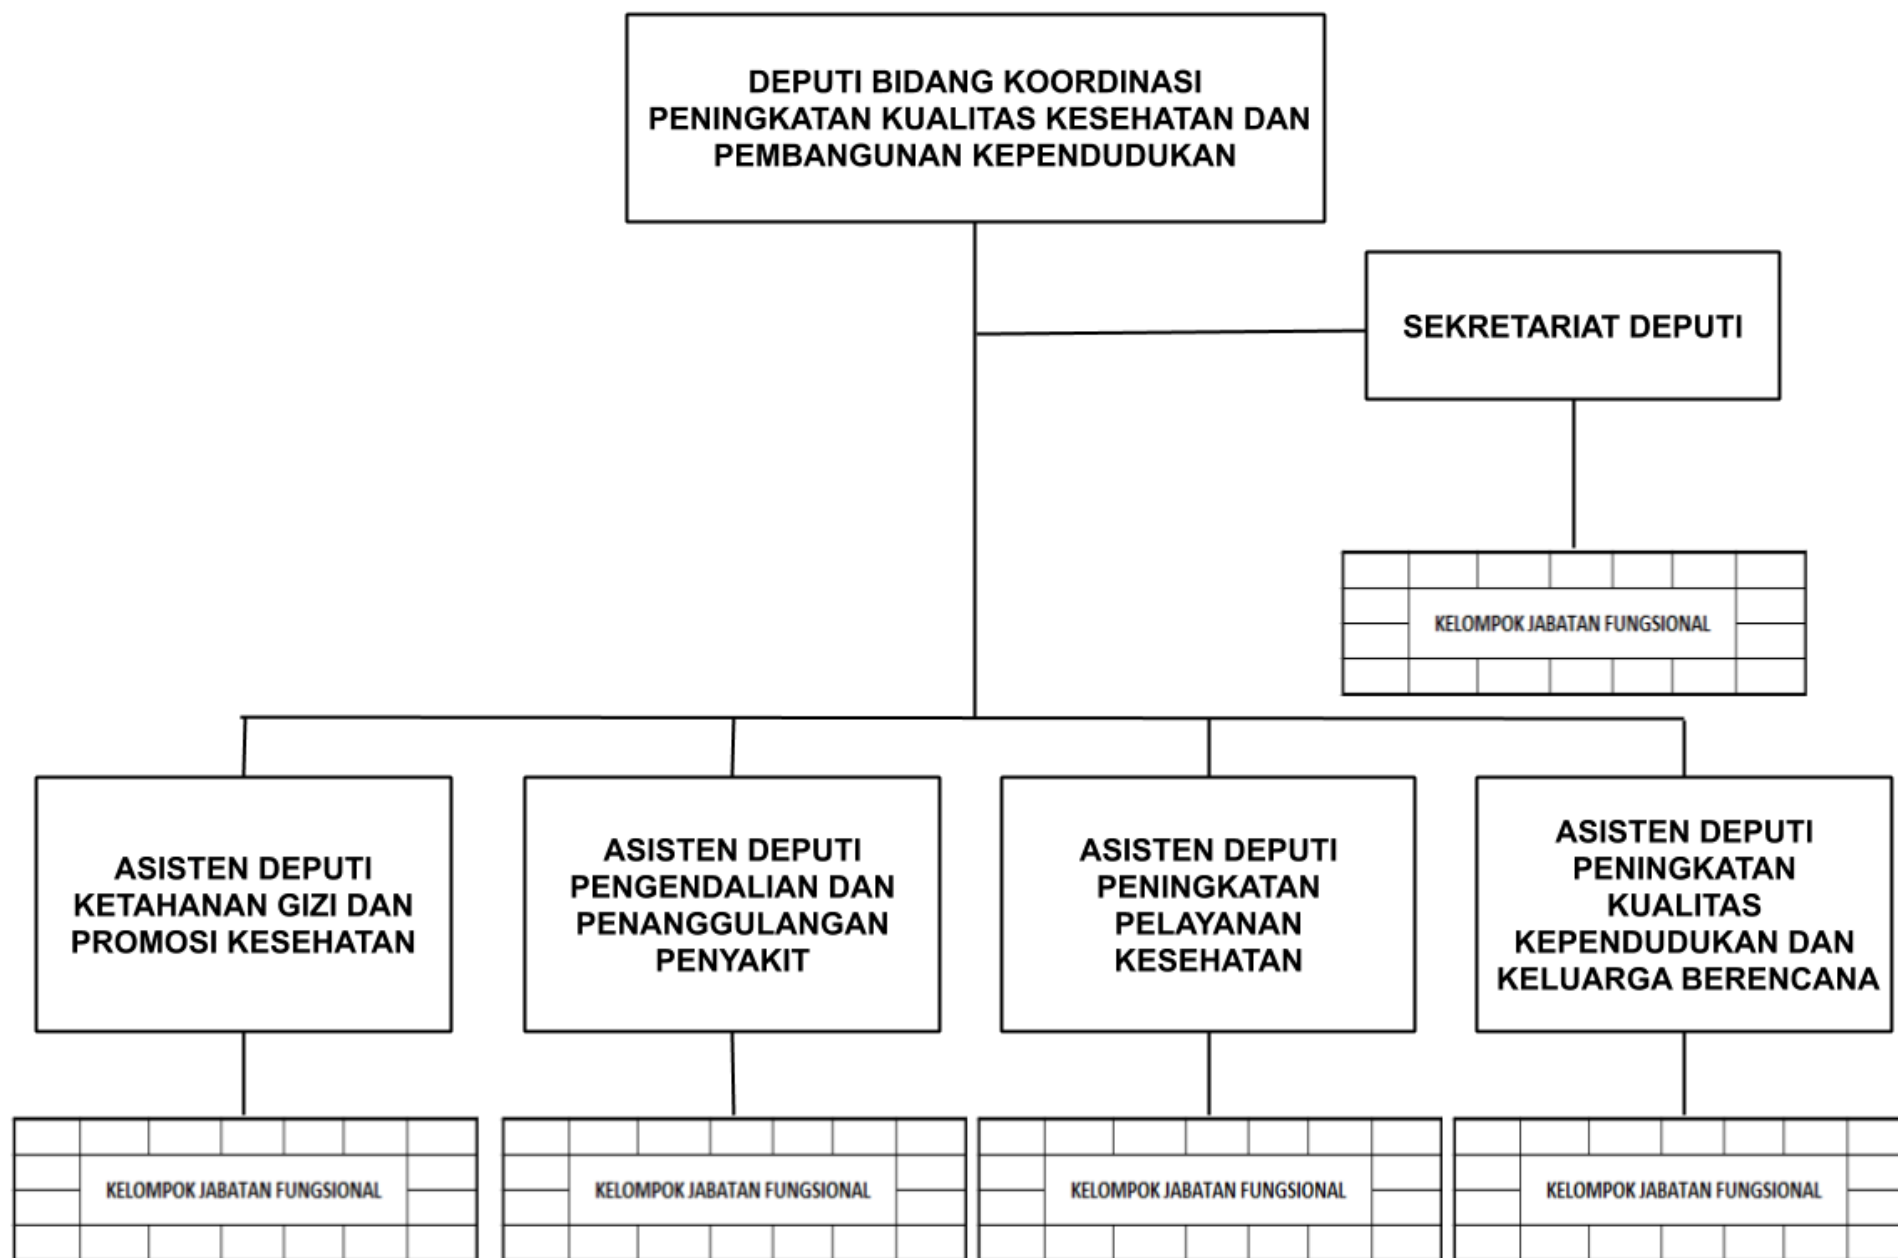 DEPUTI BIDANG KOORDINASI
PENINGKATAN KUALITAS KESEHATAN DAN
PEMBANGUNAN KEPENDUDUKAN
SEKRETARIAT DEPUTI
KELOMPOK JABATAN FUNGSIONAL
ASISTEN DEPUTI
KETAHANAN GIZI DAN
PROMOSI KESEHATAN
ASISTEN DEPUTI
PENGENDALIAN DAN
PENANGGULANGAN
PENYAKIT
ASISTEN DEPUTI
PENINGKATAN
PELAYANAN
KESEHATAN
ASISTEN DEPUTI
PENINGKATAN
KUALITAS
KEPENDUDUKAN DAN
KELUARGA BERENCANA
KELOMPOK JABATAN FUNGSIONAL
KELOMPOK JABATAN FUNGSIONAL
KELOMPOK JABATAN FUNGSIONAL
KELOMPOK JABATAN FUNGSIONAL